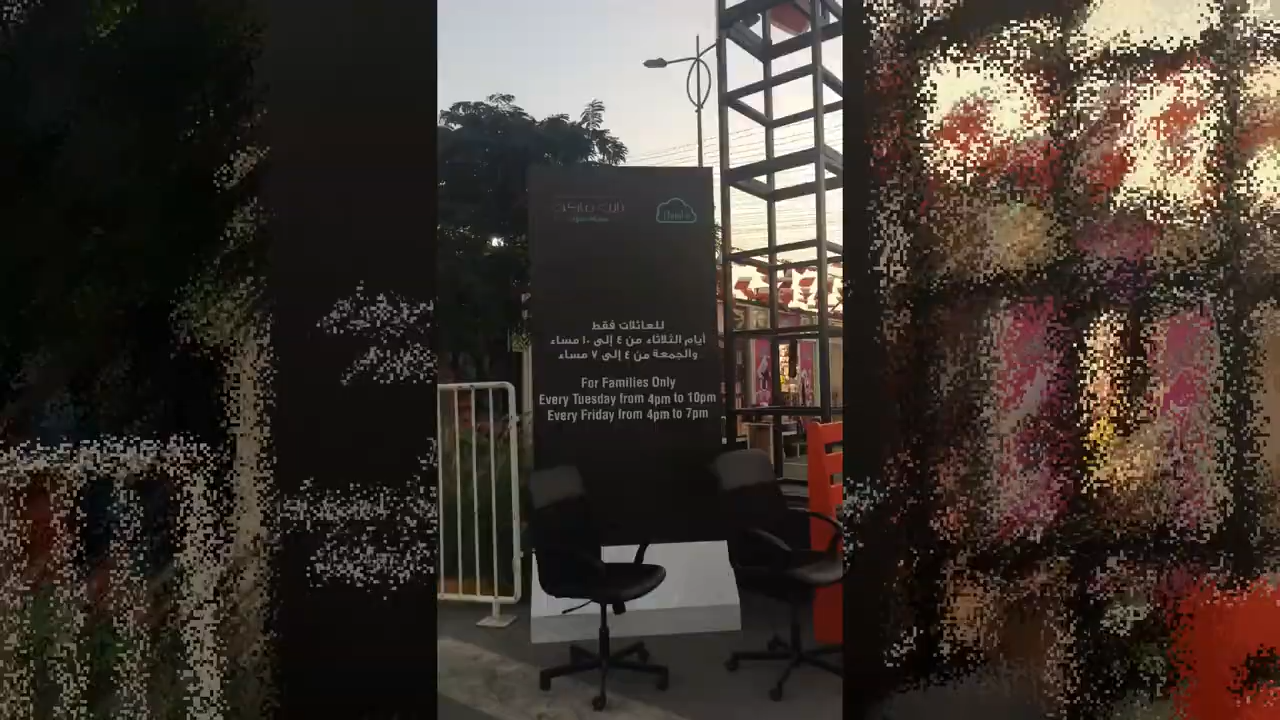 للعائلات فقط
أيام الثلاثاء من ٤ إلى ١٠ مساء
والجمعة من ٤ إلى ٧ مساء
For Families Only
Every Tuesday from 4pm to 10pm
Every Friday from 4pm to 7pm